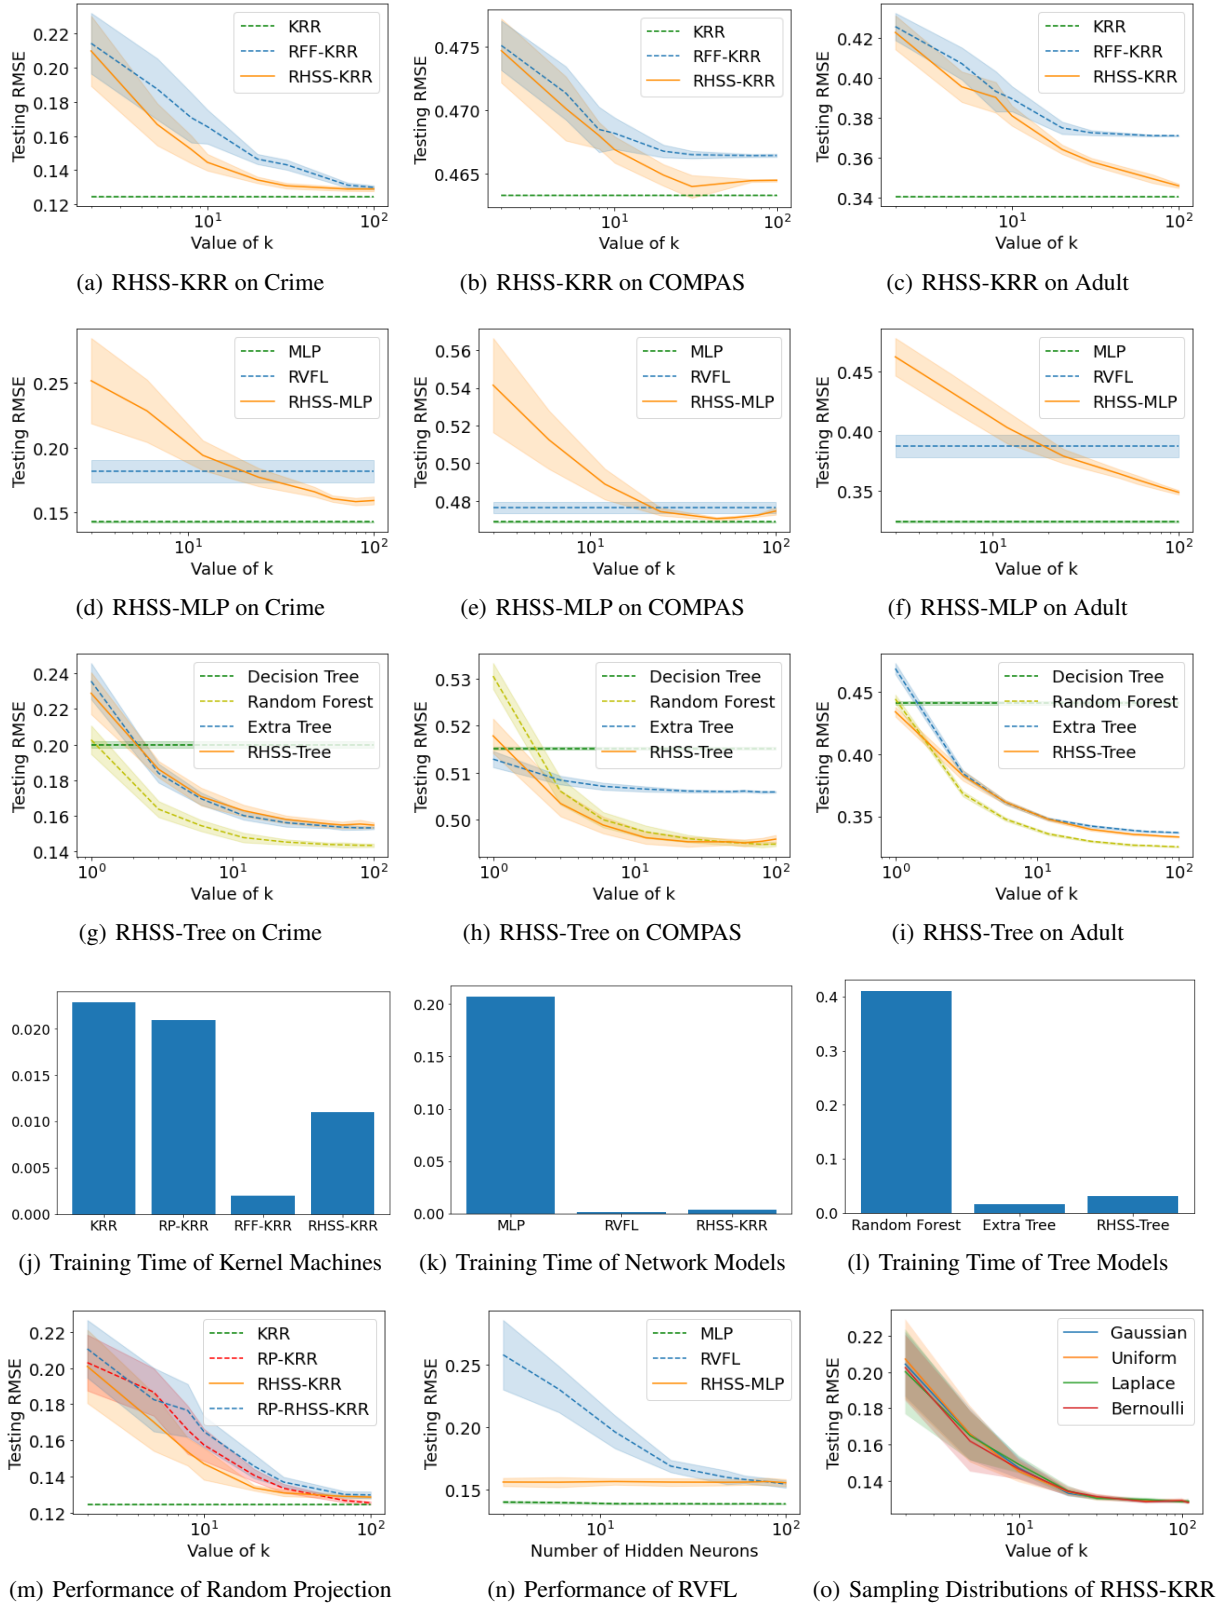 KRR
RFF-KRR
RHSS-KRR
0.22
0.20
0.18
0.16
0.14
0.12
Testing RMSE
10¹
10²
Value of k
(a) RHSS-KRR on Crime
KRR
RFF-KRR
RHSS-KRR
0.475
0.470
0.465
Testing RMSE
10¹
10²
Value of k
(b) RHSS-KRR on COMPAS
KRR
RFF-KRR
RHSS-KRR
0.42
0.40
0.38
0.36
0.34
Testing RMSE
10¹
10²
Value of k
(c) RHSS-KRR on Adult
MLP
RVFL
RHSS-MLP
0.25
0.20
0.15
Testing RMSE
10¹
10²
Value of k
(d) RHSS-MLP on Crime
MLP
RVFL
RHSS-MLP
0.56
0.54
0.52
0.50
0.48
Testing RMSE
10¹
10²
Value of k
(e) RHSS-MLP on COMPAS
MLP
RVFL
RHSS-MLP
0.45
0.40
0.35
Testing RMSE
10¹
10²
Value of k
(f) RHSS-MLP on Adult
Decision Tree
Random Forest
Extra Tree
RHSS-Tree
0.24
0.22
0.20
0.18
0.16
0.14
Testing RMSE
10⁰
10¹
10²
Value of k
(g) RHSS-Tree on Crime
Decision Tree
Random Forest
Extra Tree
RHSS-Tree
0.53
0.52
0.51
0.50
Testing RMSE
10⁰
10¹
10²
Value of k
(h) RHSS-Tree on COMPAS
Decision Tree
Random Forest
Extra Tree
RHSS-Tree
0.45
0.40
0.35
Testing RMSE
10⁰
10¹
10²
Value of k
(i) RHSS-Tree on Adult
0.020
0.015
0.010
0.005
0.000
KRR RP-KRR RFF-KRR RHSS-KRR
(j) Training Time of Kernel Machines
0.20
0.15
0.10
0.05
0.00
MLP RVFL RHSS-KRR
(k) Training Time of Network Models
0.4
0.3
0.2
0.1
0.0
Random Forest Extra Tree RHSS-Tree
(l) Training Time of Tree Models
KRR
RP-KRR
RHSS-KRR
RP-RHSS-KRR
0.22
0.20
0.18
0.16
0.14
0.12
Testing RMSE
10¹
10²
Value of k
(m) Performance of Random Projection
MLP
RVFL
RHSS-MLP
0.25
0.20
0.15
Testing RMSE
10¹
10²
Number of Hidden Neurons
(n) Performance of RVFL
Gaussian
Uniform
Laplace
Bernoulli
0.22
0.20
0.18
0.16
0.14
Testing RMSE
10¹
10²
Value of k
(o) Sampling Distributions of RHSS-KRR